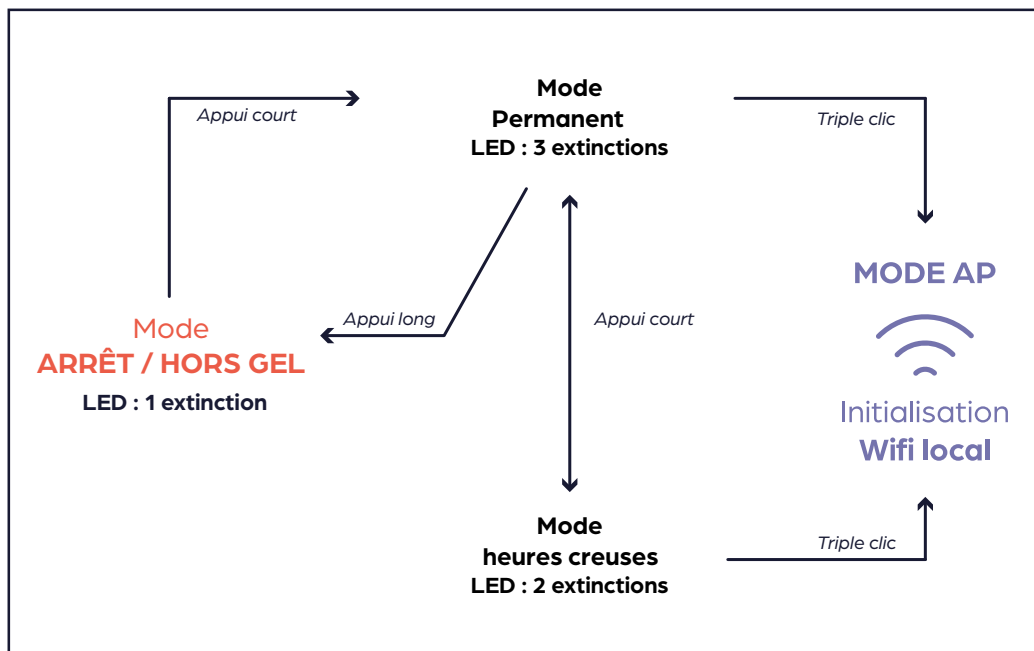 Mode
Permanent
LED : 3 extinctions
Appui court
Triple clic
MODE AP
Initialisation
Wifi local
Mode
ARRÊT / HORS GEL
LED : 1 extinction
Appui long
Appui court
Mode
heures creuses
LED : 2 extinctions
Triple clic